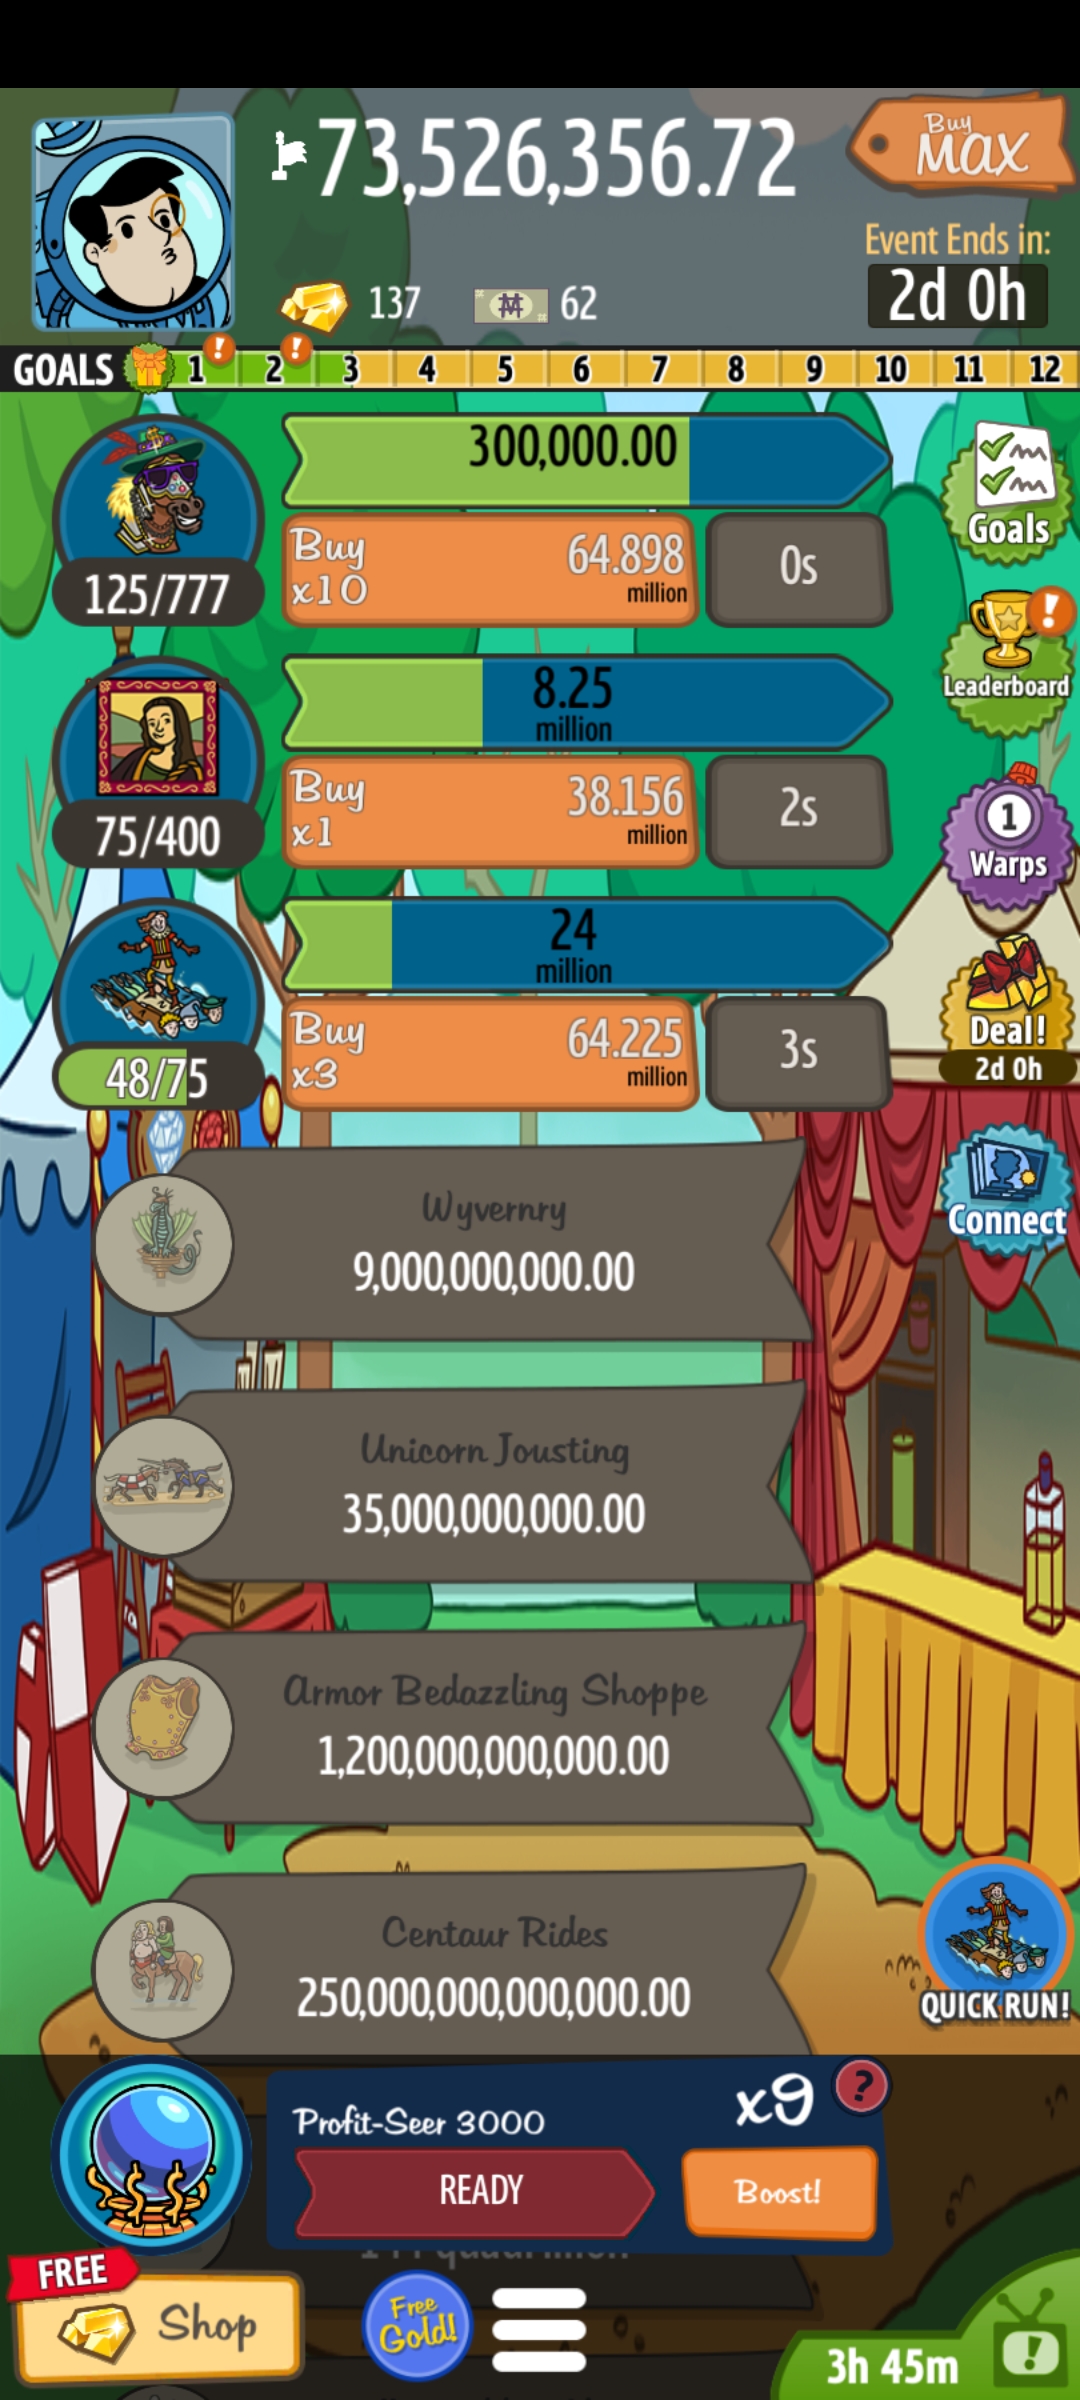 73,526,356.72
Buy
MAX
Event Ends in:
2d 0h
137
62
GOALS 1 ! 2 ! 3 4 5 6 7 8 9 10 11 12
300,000.00
Buy
x10
64.898
million
0s
125/777
Goals
8.25
million
!
Leaderboard
Buy
x1
38.156
million
2s
75/400
1
Warps
24
million
Buy
x3
64.225
million
3s
48/75
Deal!
2d 0h
Connect
Wyvernry
9,000,000,000.00
Unicorn Jousting
35,000,000,000.00
Armor Bedazzling Shoppe
1,200,000,000,000.00
Centaur Rides
250,000,000,000,000.00
QUICK RUN!
Profit-Seer 3000
x9
?
READY
Boost!
FREE
Shop
Free
Gold!
3h 45m
!